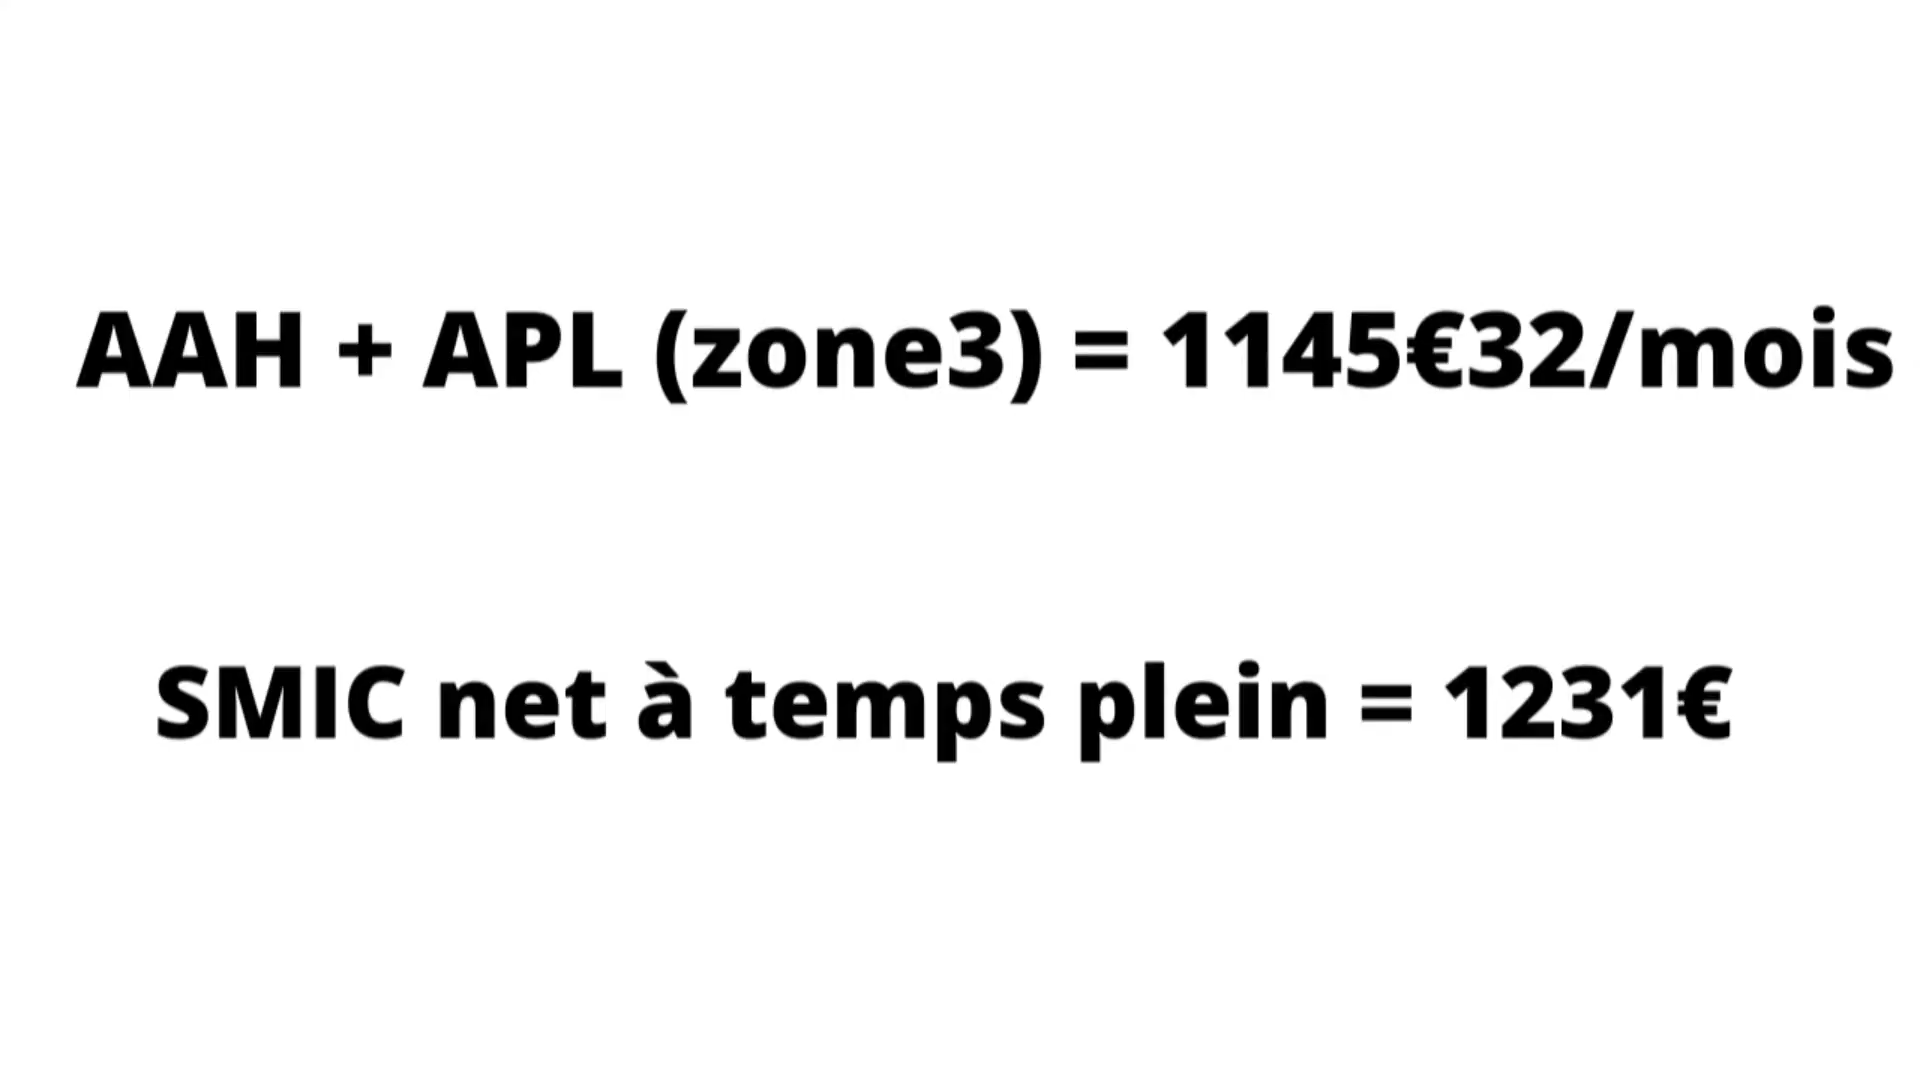 AAH + APL (zone3) = 1145€32/mois
SMIC net à temps plein = 1231€